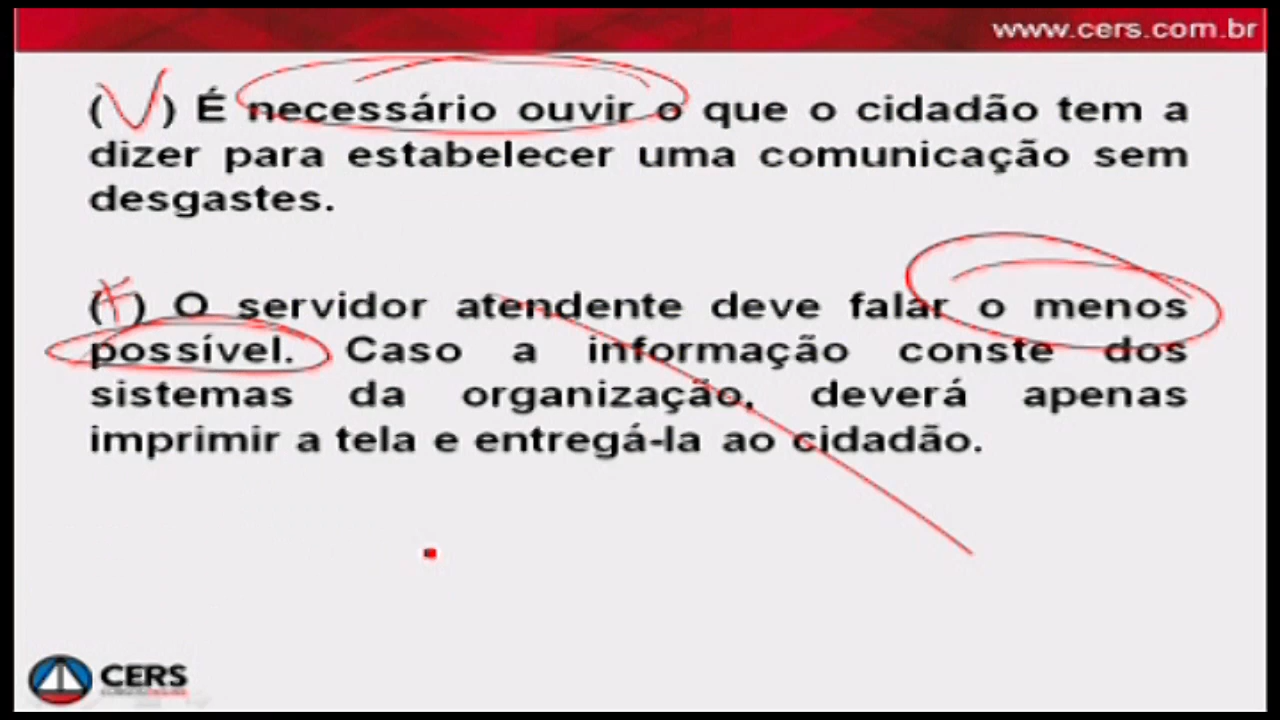 www.cers.com.br
(V) É necessário ouvir o que o cidadão tem a
dizer para estabelecer uma comunicação sem
desgastes.
(F) O servidor atendente deve falar o menos
possível. Caso a informação conste dos
sistemas da organização, deverá apenas
imprimir a tela e entregá-la ao cidadão.
CERS